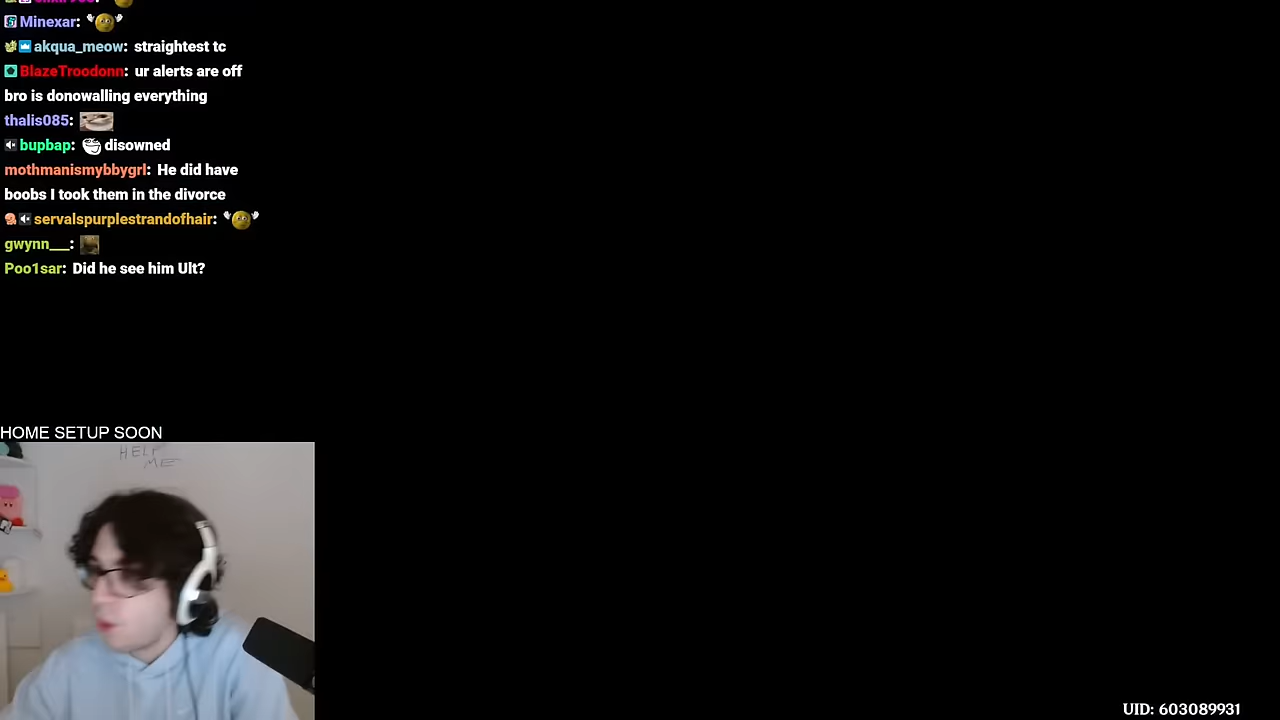 Minexar:
akqua_meow: straightest tc
BlazeTroodonn: ur alerts are off
bro is donowalling everything
thalis085:
bupbap: disowned
mothmanismybbygrl: He did have
boobs I took them in the divorce
servalspurplestrandofhair:
gwynn___:
Poo1sar: Did he see him Ult?
HOME SETUP SOON
HELP
ME
UID: 603089931